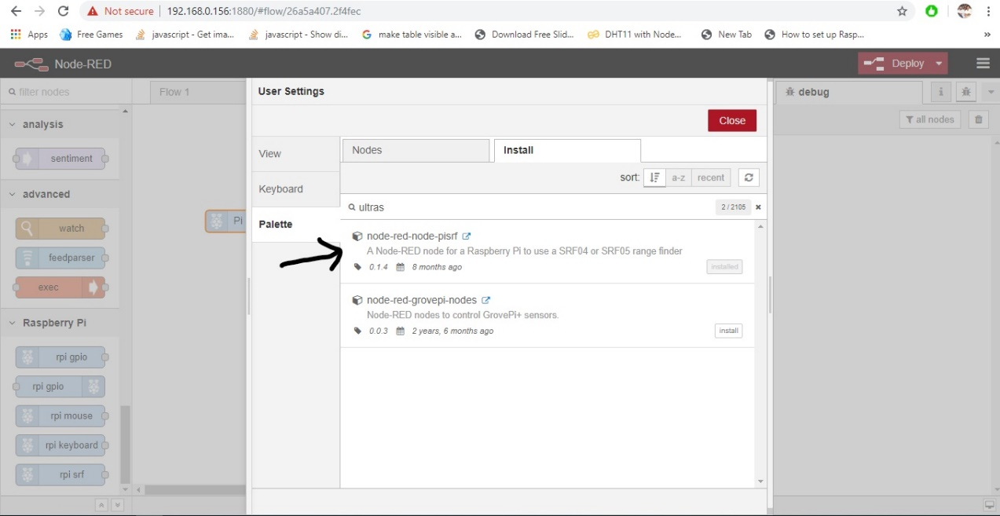 Not secure 192.168.0.156:1880/#flow/26a5a407.2f4fec
Apps Free Games javascript - Get ima... javascript - Show di... make table visible a... Download Free Slid... DHT11 with Node... New Tab How to set up Rasp... »
Node-RED Deploy
filter nodes
Flow 1
analysis
sentiment
advanced
watch
feedparser
exec
Raspberry Pi
rpi gpio
rpi gpio
rpi mouse
rpi keyboard
rpi srf
Pi
User Settings
Close
View
Keyboard
Palette
Nodes Install
sort: a-z recent
ultras 2 / 2105
node-red-node-pisrf
A Node-RED node for a Raspberry Pi to use a SRF04 or SRF05 range finder
0.1.4 8 months ago installed
node-red-grovepi-nodes
Node-RED nodes to control GrovePi+ sensors.
0.0.3 2 years, 6 months ago install
debug i
all nodes